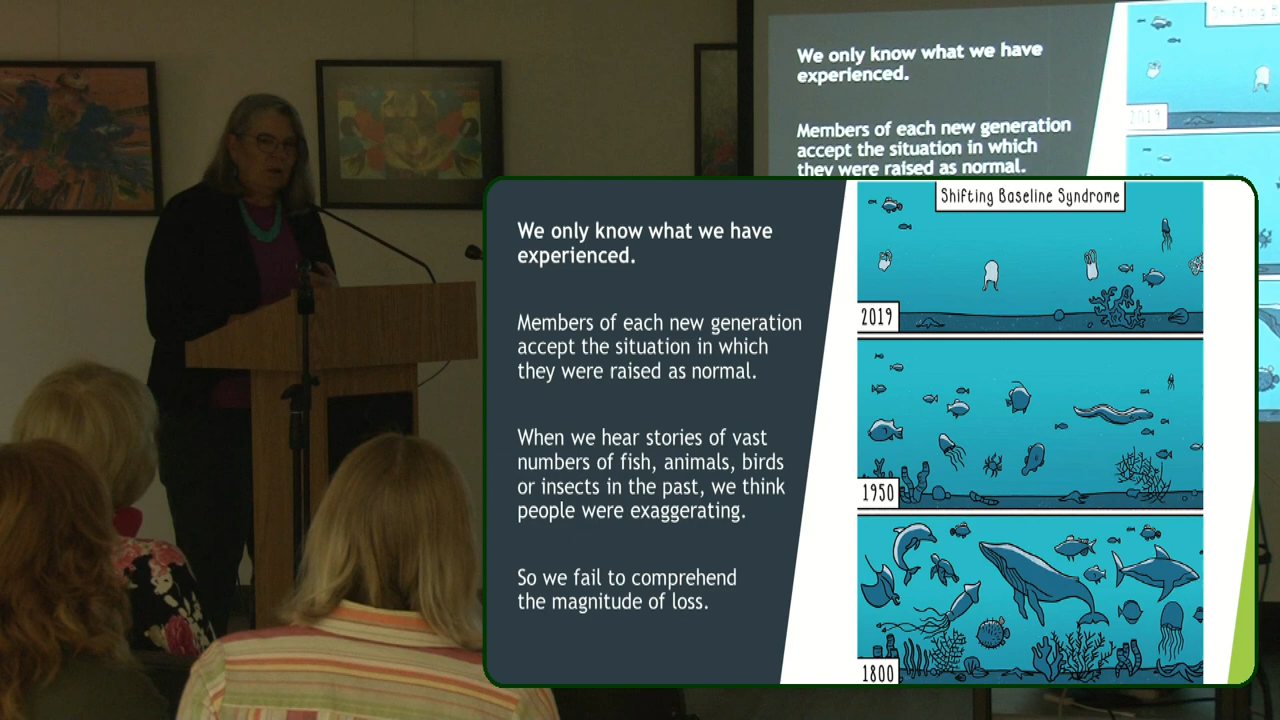 We only know what we have
experienced.
Members of each new generation
accept the situation in which
they were raised as normal.
Shifting B
2019
We only know what we have
experienced.
Members of each new generation
accept the situation in which
they were raised as normal.
When we hear stories of vast
numbers of fish, animals, birds
or insects in the past, we think
people were exaggerating.
So we fail to comprehend
the magnitude of loss.
Shifting Baseline Syndrome
2019
1950
1800